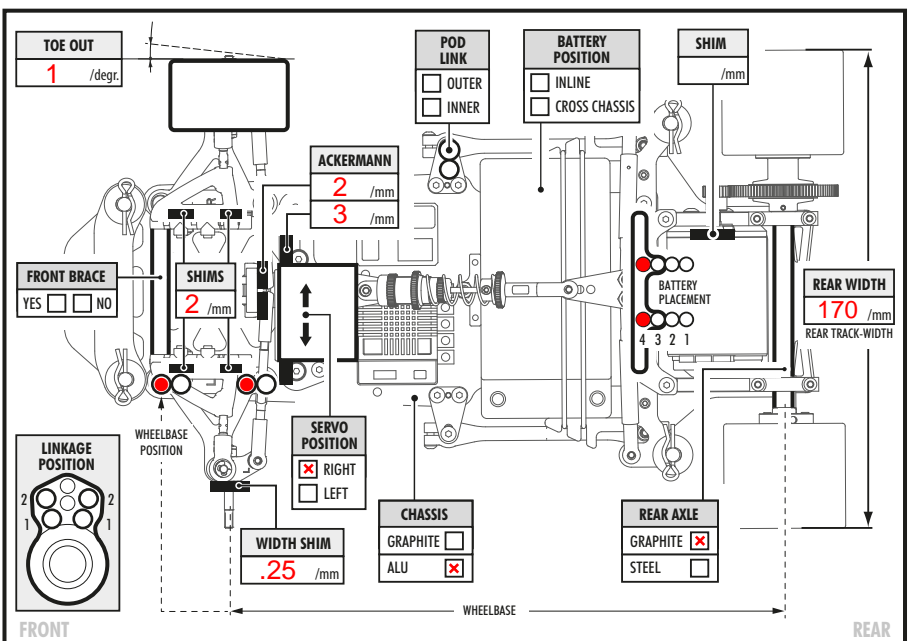 TOE OUT
1 /degr.
POD LINK
OUTER
INNER
BATTERY POSITION
INLINE
CROSS CHASSIS
SHIM
/mm
ACKERMANN
2 /mm
3 /mm
FRONT BRACE
YES NO
SHIMS
2 /mm
BATTERY PLACEMENT
4 3 2 1
REAR WIDTH
170 /mm
REAR TRACK-WIDTH
WHEELBASE POSITION
LINKAGE POSITION
2 2
1 1
SERVO POSITION
RIGHT
LEFT
WIDTH SHIM
.25 /mm
CHASSIS
GRAPHITE
ALU
REAR AXLE
GRAPHITE
STEEL
WHEELBASE
FRONT
REAR